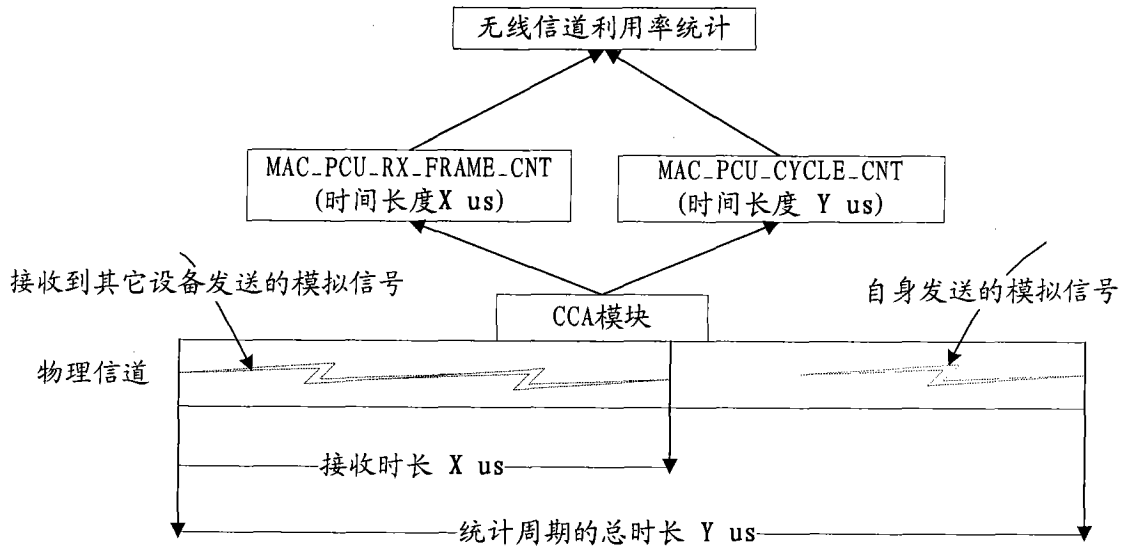 无线信道利用率统计
MAC_PCU_RX_FRAME_CNT
(时间长度X us)
MAC_PCU_CYCLE_CNT
(时间长度 Y us)
接收到其它设备发送的模拟信号
自身发送的模拟信号
CCA模块
物理信道
接收时长 X us
统计周期的总时长 Y us